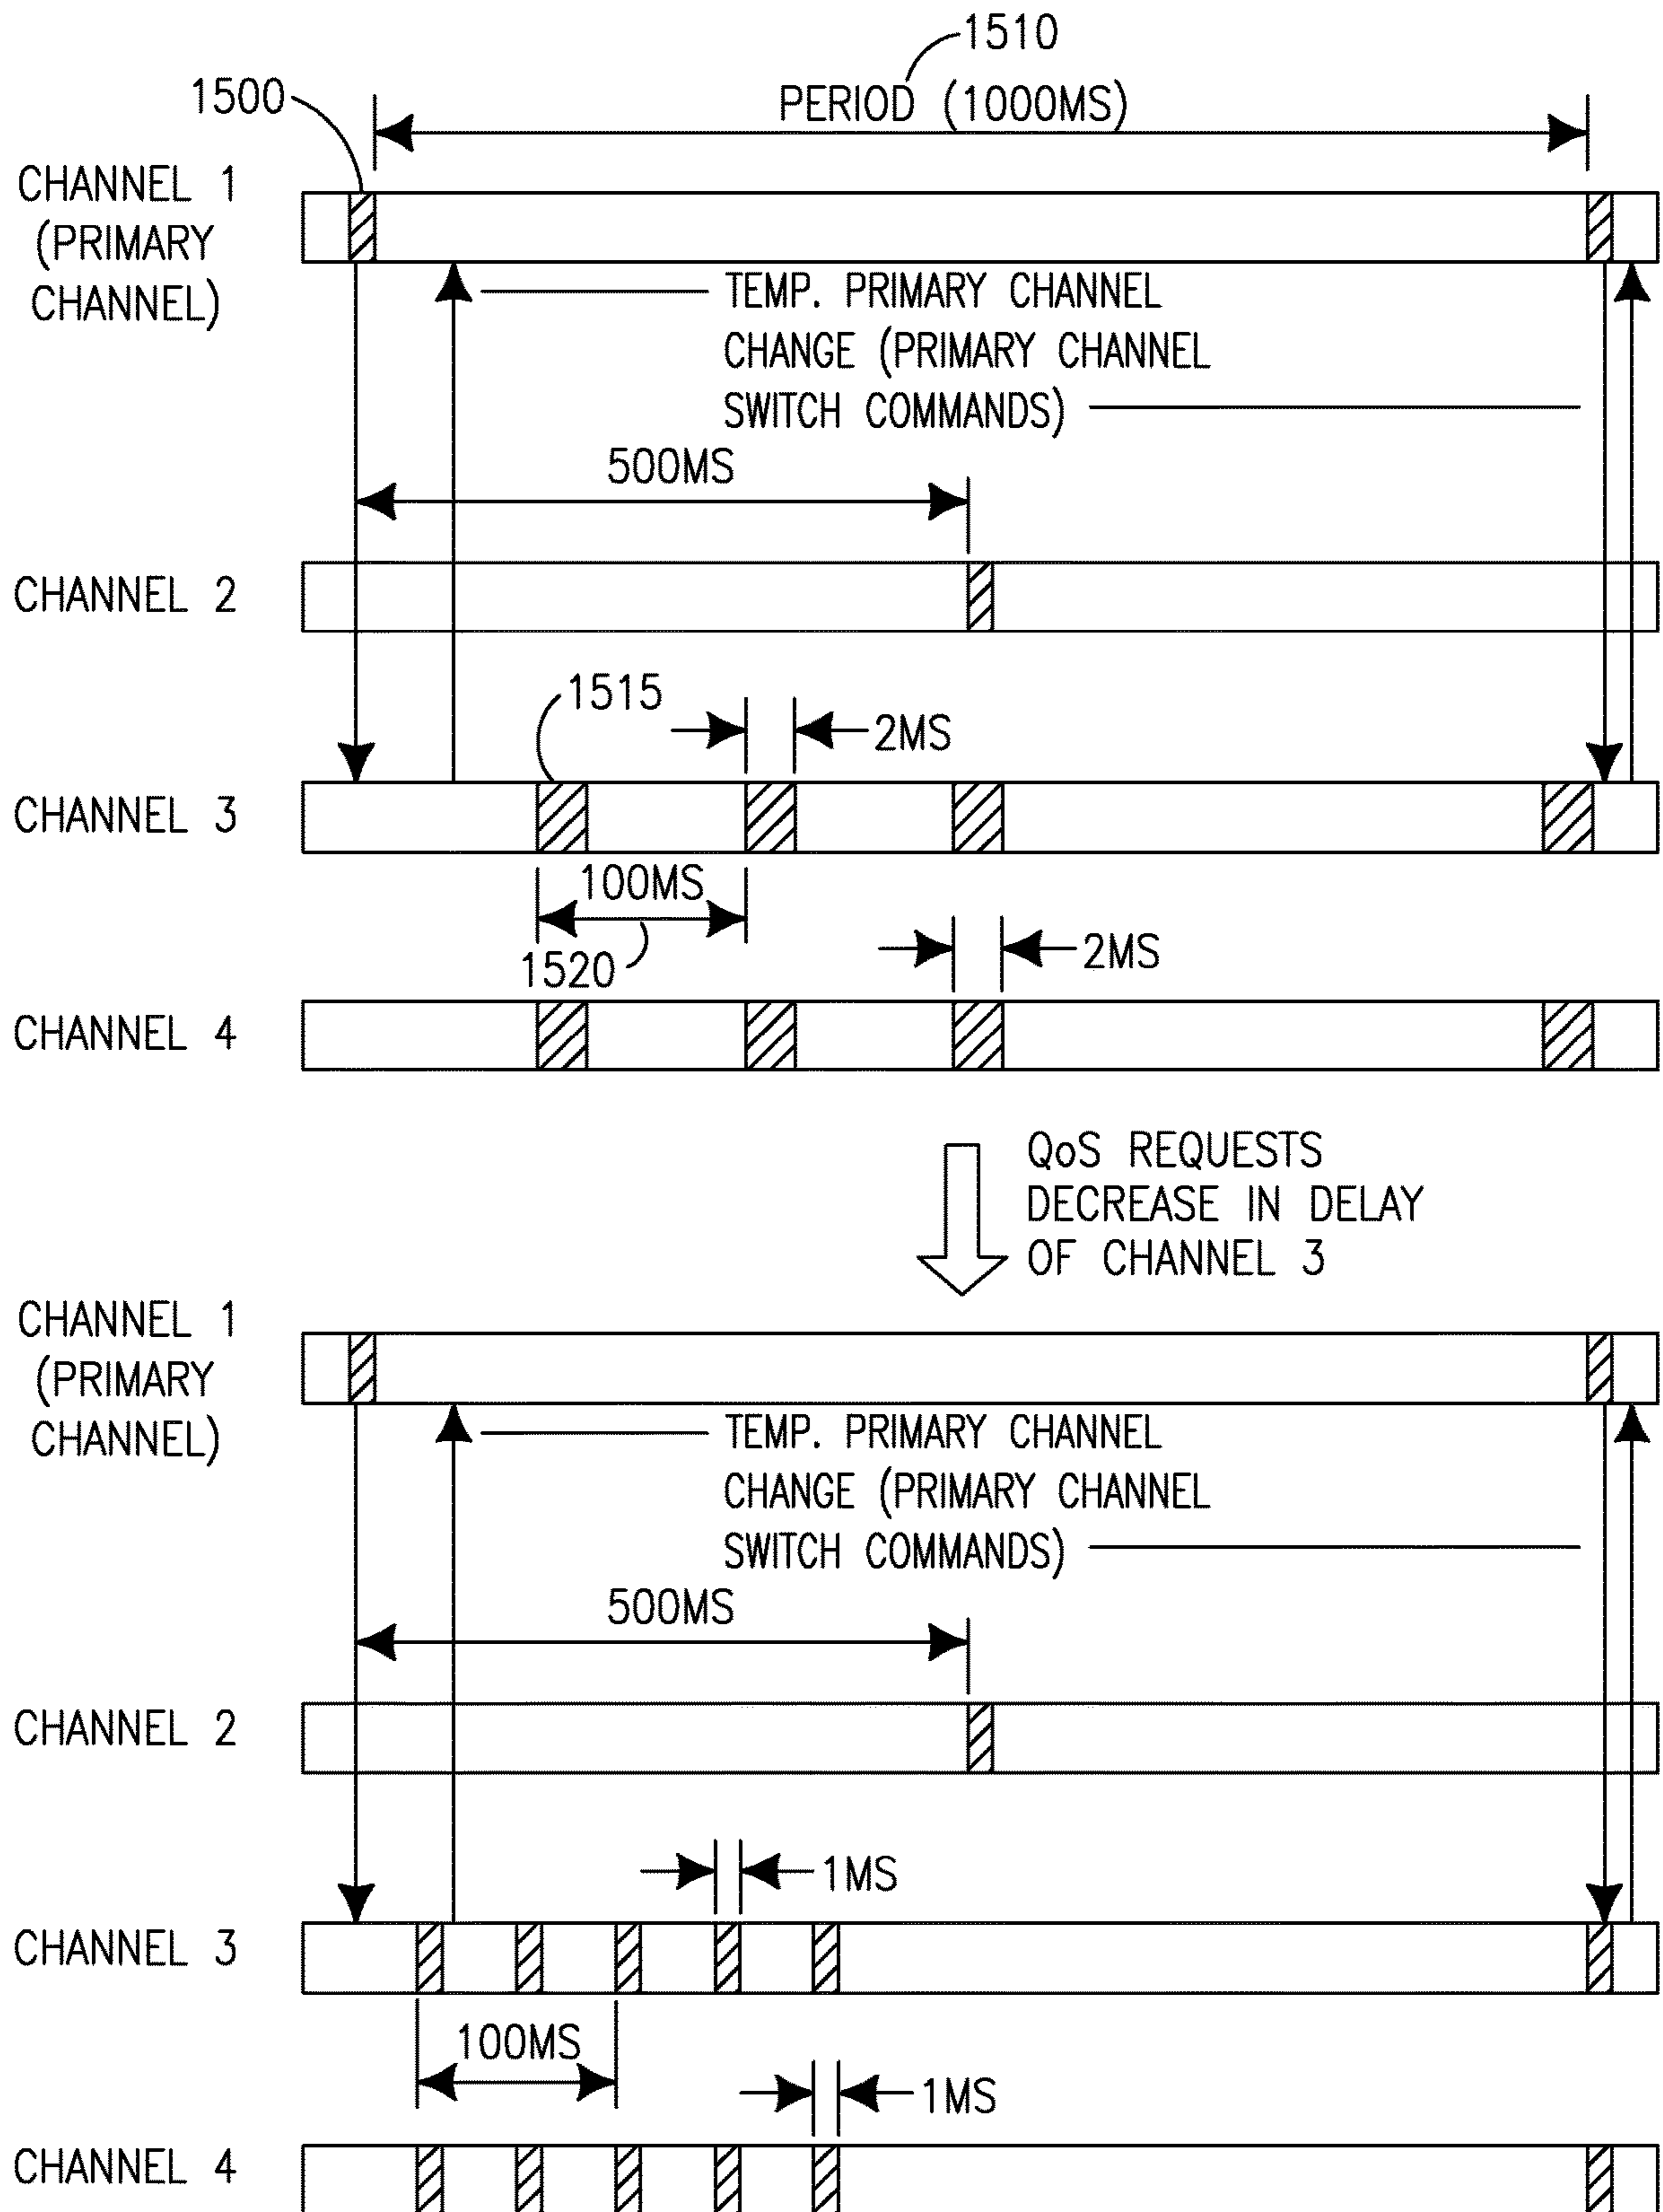 1510
1500
PERIOD (1000MS)
CHANNEL 1
(PRIMARY
CHANNEL)
TEMP. PRIMARY CHANNEL
CHANGE (PRIMARY CHANNEL
SWITCH COMMANDS)
500MS
CHANNEL 2
1515
2MS
CHANNEL 3
100MS
1520
2MS
CHANNEL 4
QoS REQUESTS
DECREASE IN DELAY
OF CHANNEL 3
CHANNEL 1
(PRIMARY
CHANNEL)
TEMP. PRIMARY CHANNEL
CHANGE (PRIMARY CHANNEL
SWITCH COMMANDS)
500MS
CHANNEL 2
1MS
CHANNEL 3
100MS
1MS
CHANNEL 4